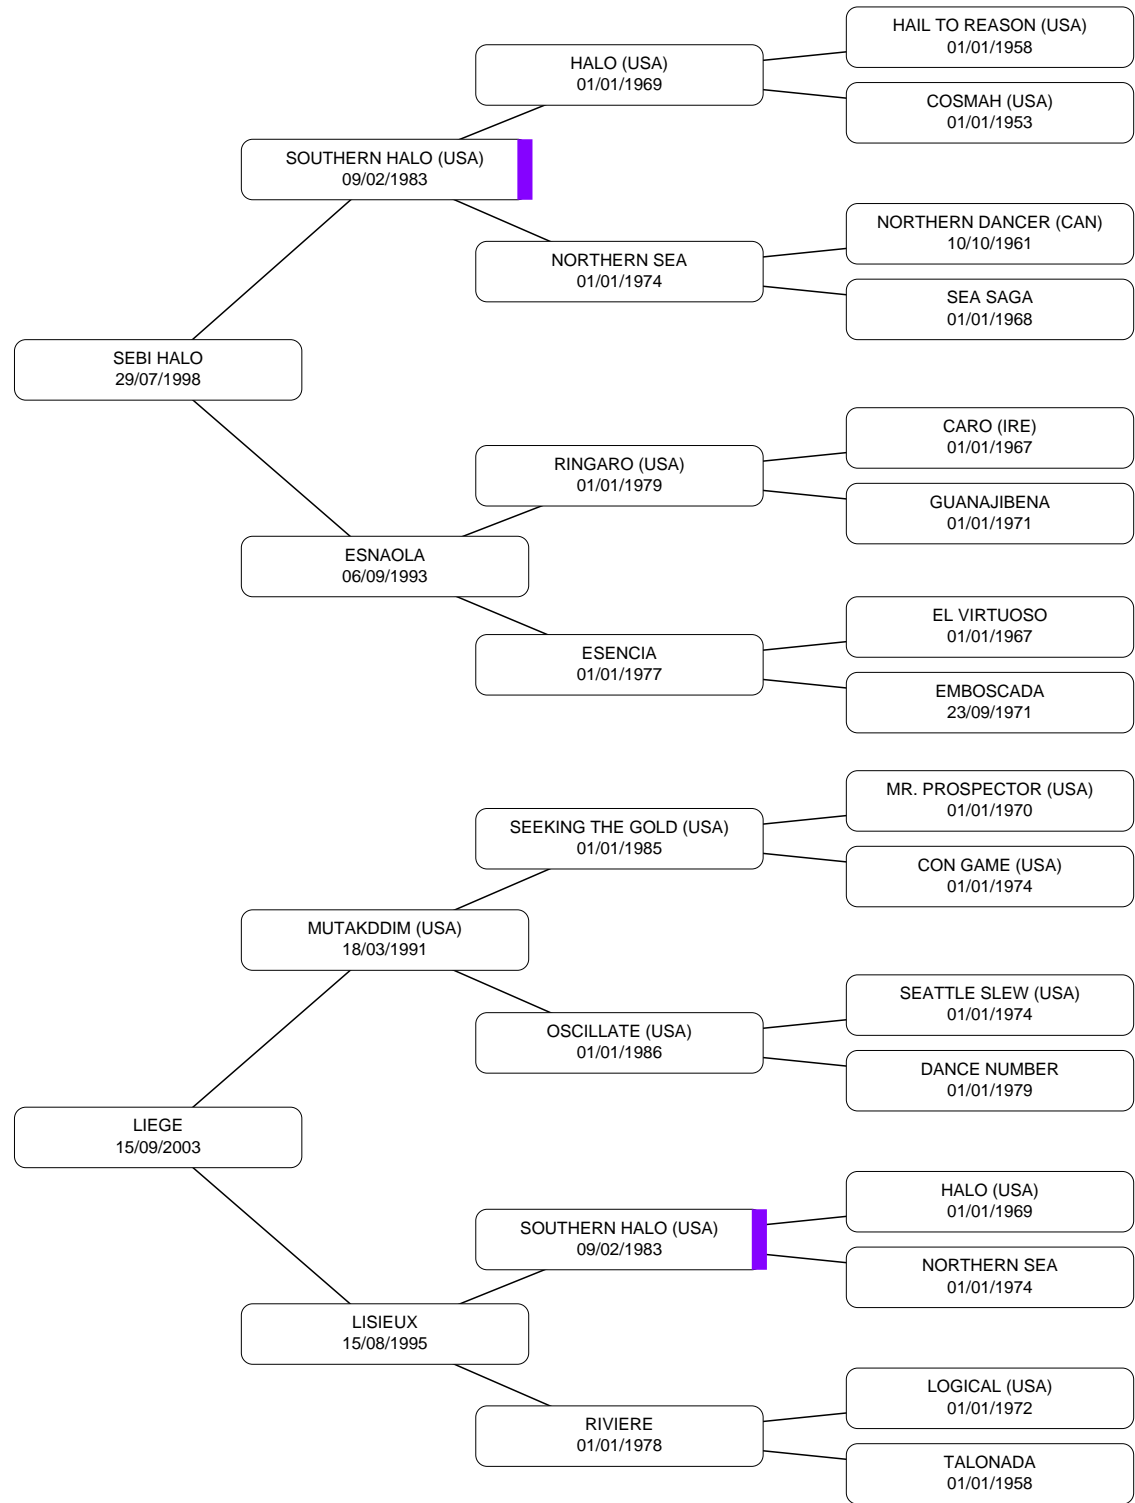 HAIL TO REASON (USA)
01/01/1958
HALO (USA)
01/01/1969
COSMAH (USA)
01/01/1953
SOUTHERN HALO (USA)
09/02/1983
NORTHERN DANCER (CAN)
10/10/1961
NORTHERN SEA
01/01/1974
SEA SAGA
01/01/1968
SEBI HALO
29/07/1998
CARO (IRE)
01/01/1967
RINGARO (USA)
01/01/1979
GUANAJIBENA
01/01/1971
ESNAOLA
06/09/1993
EL VIRTUOSO
01/01/1967
ESENCIA
01/01/1977
EMBOSCADA
23/09/1971
MR. PROSPECTOR (USA)
01/01/1970
SEEKING THE GOLD (USA)
01/01/1985
CON GAME (USA)
01/01/1974
MUTAKDDIM (USA)
18/03/1991
SEATTLE SLEW (USA)
01/01/1974
OSCILLATE (USA)
01/01/1986
DANCE NUMBER
01/01/1979
LIEGE
15/09/2003
HALO (USA)
01/01/1969
SOUTHERN HALO (USA)
09/02/1983
NORTHERN SEA
01/01/1974
LISIEUX
15/08/1995
LOGICAL (USA)
01/01/1972
RIVIERE
01/01/1978
TALONADA
01/01/1958